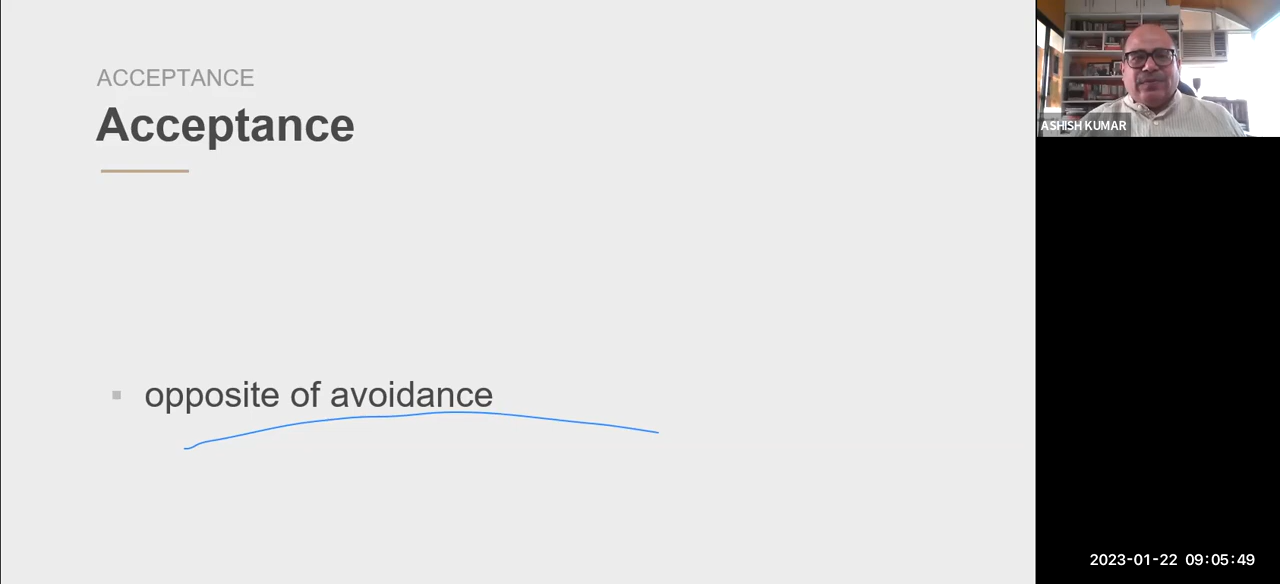 ACCEPTANCE
Acceptance
opposite of avoidance
ASHISH KUMAR
2023-01-22 09:05:49